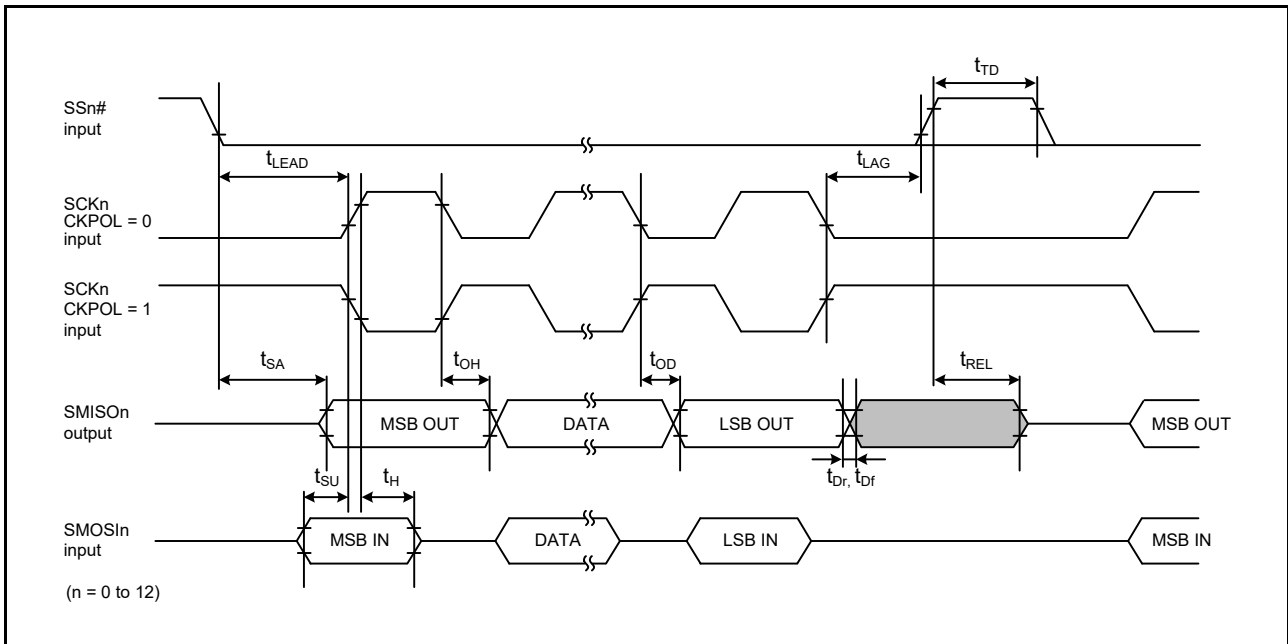 t_TD
SSn#
input
t_LEAD
t_LAG
SCKn
CKPOL = 0
input
SCKn
CKPOL = 1
input
t_SA
t_OH
t_OD
t_REL
SMISOn
output
MSB OUT
DATA
LSB OUT
MSB OUT
t_SU
t_H
t_Dr, t_Df
SMOSIn
input
MSB IN
DATA
LSB IN
MSB IN
(n = 0 to 12)